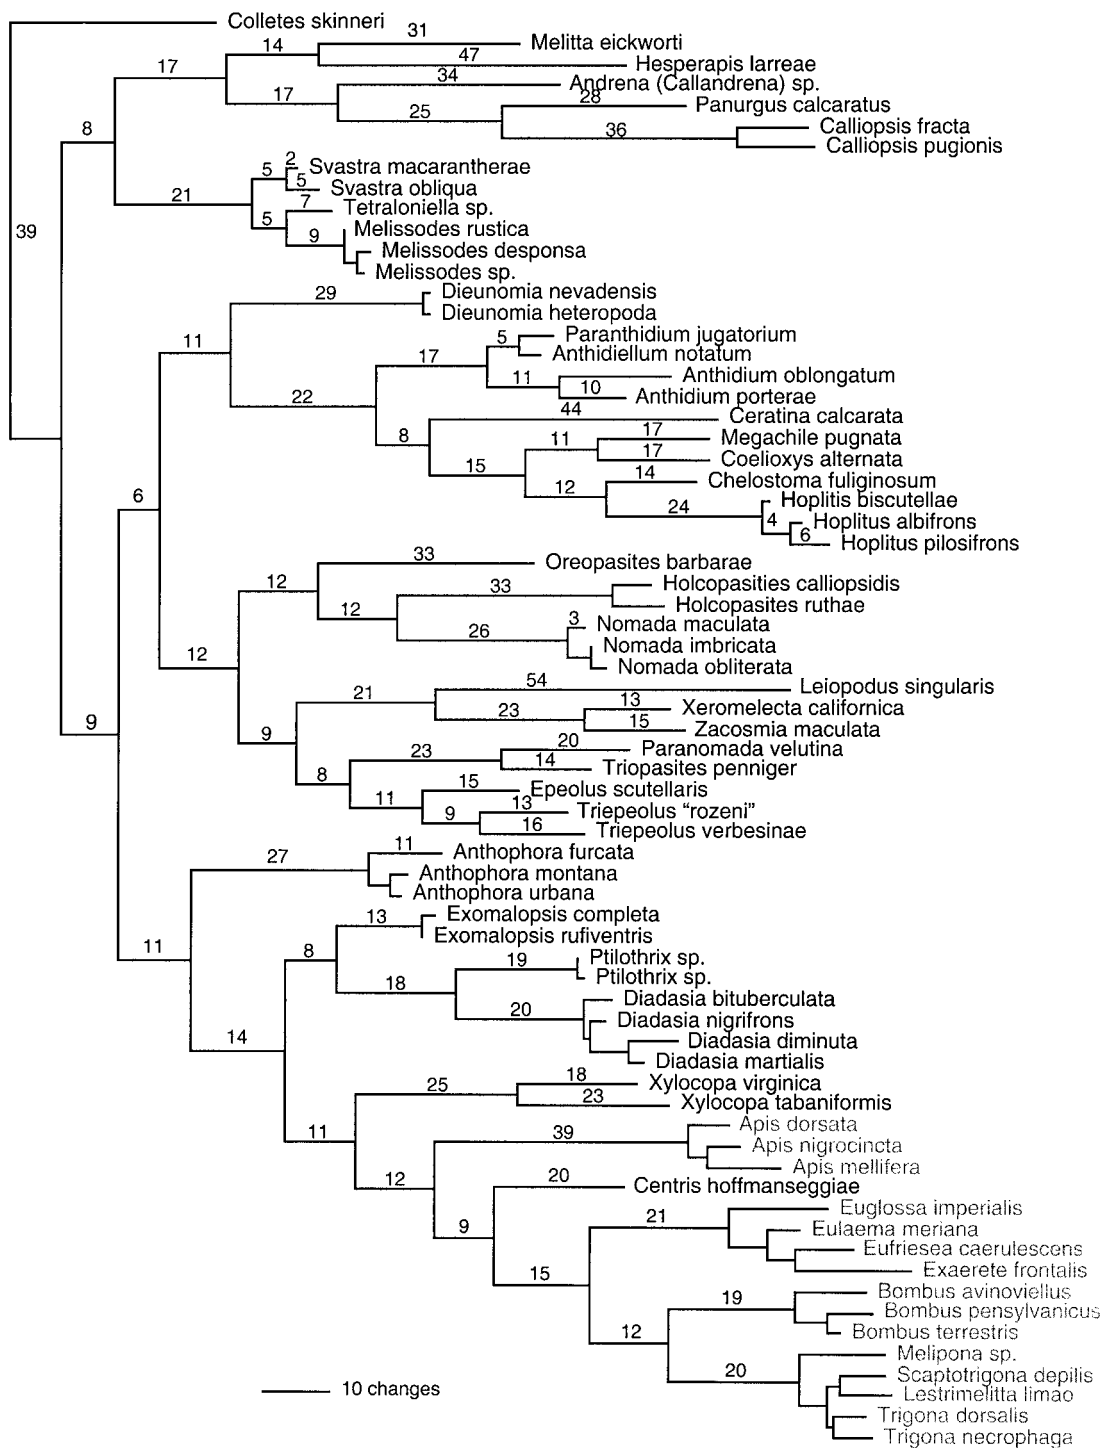 Colletes skinneri
31
14
Melitta eickworti
47
17
Hesperapis larreae
34
Andrena (Callandrena) sp.
17
28
Panurgus calcaratus
25
8
36
Calliopsis fracta
Calliopsis pugionis
2
5
Svastra macarantherae
5
21
Svastra obliqua
7
Tetraloniella sp.
5
39
9
Melissodes rustica
Melissodes desponsa
Melissodes sp.
29
Dieunomia nevadensis
Dieunomia heteropoda
11
5
Paranthidium jugatorium
17
Anthidiellum notatum
11
Anthidium oblongatum
10
22
Anthidium porterae
44
Ceratina calcarata
8
17
11
Megachile pugnata
17
Coelioxys alternata
15
14
12
Chelostoma fuliginosum
6
24
Hoplitis biscutellae
4
Hoplitus albifrons
6
Hoplitus pilosifrons
33
Oreopasites barbarae
12
33
Holcopasities calliopsidis
12
Holcopasites ruthae
3
Nomada maculata
26
Nomada imbricata
12
Nomada obliterata
54
Leiopodus singularis
21
13
Xeromelecta californica
23
15
9
9
Zacosmia maculata
20
23
Paranomada velutina
14
8
Triopasites penniger
15
Epeolus scutellaris
11
13
9
Triepeolus “rozeni”
16
Triepeolus verbesinae
11
27
Anthophora furcata
Anthophora montana
Anthophora urbana
13
Exomalopsis completa
11
8
Exomalopsis rufiventris
19
Ptilothrix sp.
18
Ptilothrix sp.
20
Diadasia bituberculata
Diadasia nigrifrons
14
Diadasia diminuta
Diadasia martialis
18
25
Xylocopa virginica
23
Xylocopa tabaniformis
11
39
Apis dorsata
Apis nigrocincta
Apis mellifera
12
20
Centris hoffmanseggiae
21
Euglossa imperialis
9
Eulaema meriana
Eufriesea caerulescens
15
Exaerete frontalis
19
Bombus avinoviellus
Bombus pensylvanicus
12
Bombus terrestris
Melipona sp.
20
Scaptotrigona depilis
10 changes
Lestrimelitta limao
Trigona dorsalis
Trigona necrophaga